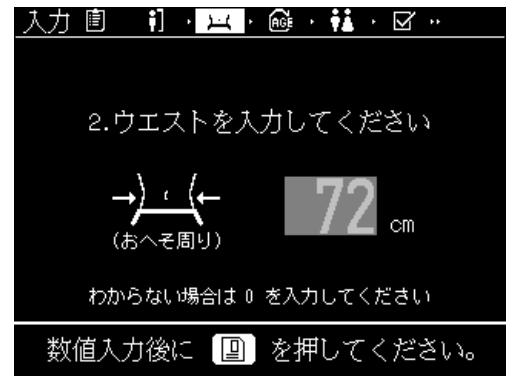 入力
AGE
2.ウエストを入力してください
72 cm
(おへそ周り)
わからない場合は 0 を入力してください
数値入力後に を押してください。